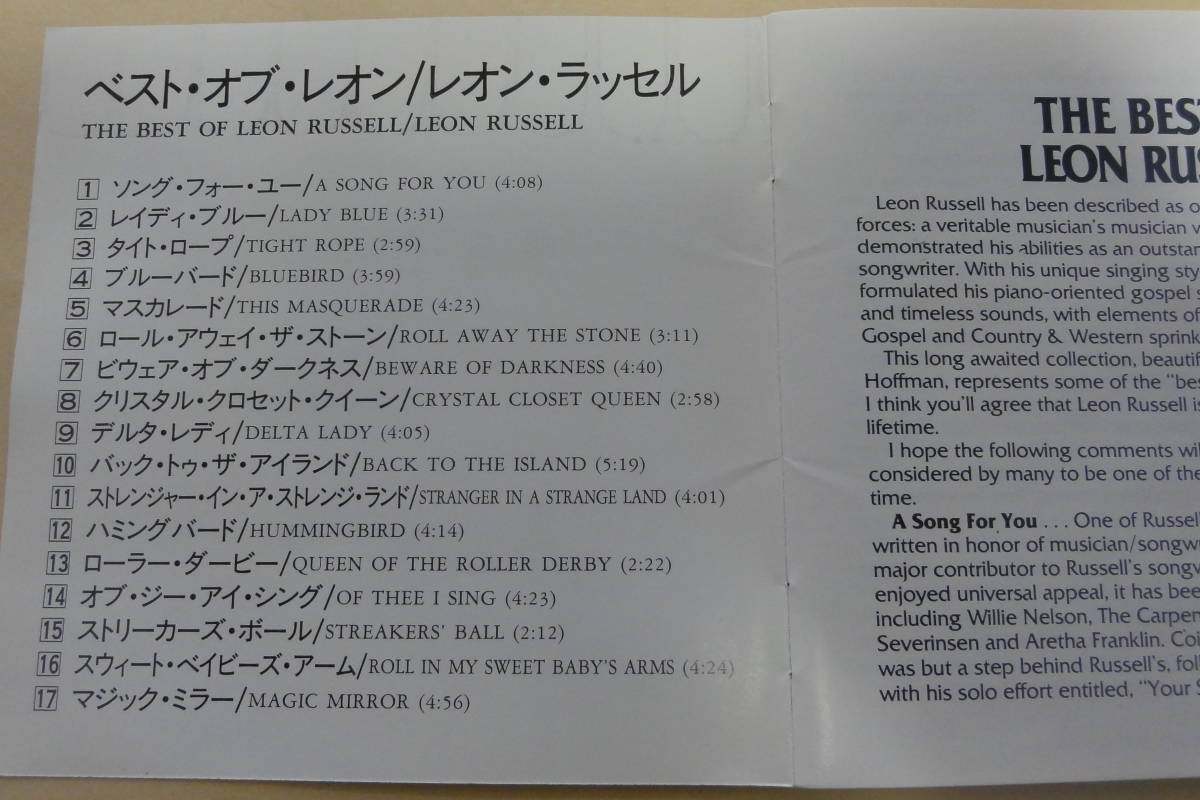 ベスト・オブ・レオン/レオン・ラッセル
THE BEST OF LEON RUSSELL/LEON RUSSELL
1 ソング・フォー・ユー/A SONG FOR YOU (4:08)
2 レイディ・ブルー/LADY BLUE (3:31)
3 タイト・ロープ/TIGHT ROPE (2:59)
4 ブルーバード/BLUEBIRD (3:59)
5 マスカレード/THIS MASQUERADE (4:23)
6 ロール・アウェイ・ザ・ストーン/ROLL AWAY THE STONE (3:11)
7 ビウェア・オブ・ダークネス/BEWARE OF DARKNESS (4:40)
8 クリスタル・クロセット・クイーン/CRYSTAL CLOSET QUEEN (2:58)
9 デルタ・レディ/DELTA LADY (4:05)
10 バック・トゥ・ザ・アイランド/BACK TO THE ISLAND (5:19)
11 ストレンジャー・イン・ア・ストレンジ・ランド/STRANGER IN A STRANGE LAND (4:01)
12 ハミングバード/HUMMINGBIRD (4:14)
13 ローラー・ダービー/QUEEN OF THE ROLLER DERBY (2:22)
14 オブ・ジー・アイ・シング/OF THEE I SING (4:23)
15 ストリーカーズ・ボール/STREAKERS' BALL (2:12)
16 スウィート・ベイビーズ・アーム/ROLL IN MY SWEET BABY'S ARMS (4:24)
17 マジック・ミラー/MAGIC MIRROR (4:56)
THE BES
LEON RUS
Leon Russell has been described as o
forces: a veritable musician's musician
demonstrated his abilities as an outstan
songwriter. With his unique singing sty
formulated his piano-oriented gospel
and timeless sounds, with elements of
Gospel and Country & Western sprink
This long awaited collection, beautif
Hoffman, represents some of the "bes
I think you'll agree that Leon Russell is
lifetime.
I hope the following comments wil
considered by many to be one of the
time.
A Song For You . . . One of Russel
written in honor of musician/songw
major contributor to Russell's songw
enjoyed universal appeal, it has bee
including Willie Nelson, The Carpen
Severinsen and Aretha Franklin. Coi
was but a step behind Russell's, foll
with his solo effort entitled, "Your S